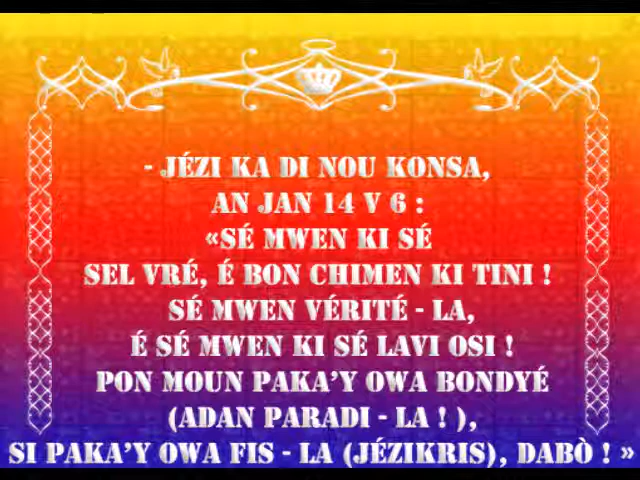 - JÉZI KA DI NOU KONSA,
AN JAN 14 V 6 :
«SÉ MWEN KI SÉ
SEL VRÉ, É BON CHIMEN KI TINI !
SÉ MWEN VÉRITÉ - LA,
É SÉ MWEN KI SÉ LAVI OSI !
PON MOUN PAKA'Y OWA BONDYÉ
(ADAN PARADI - LA ! ),
SI PAKA'Y OWA FIS - LA (JÉZIKRIS), DABÒ ! »